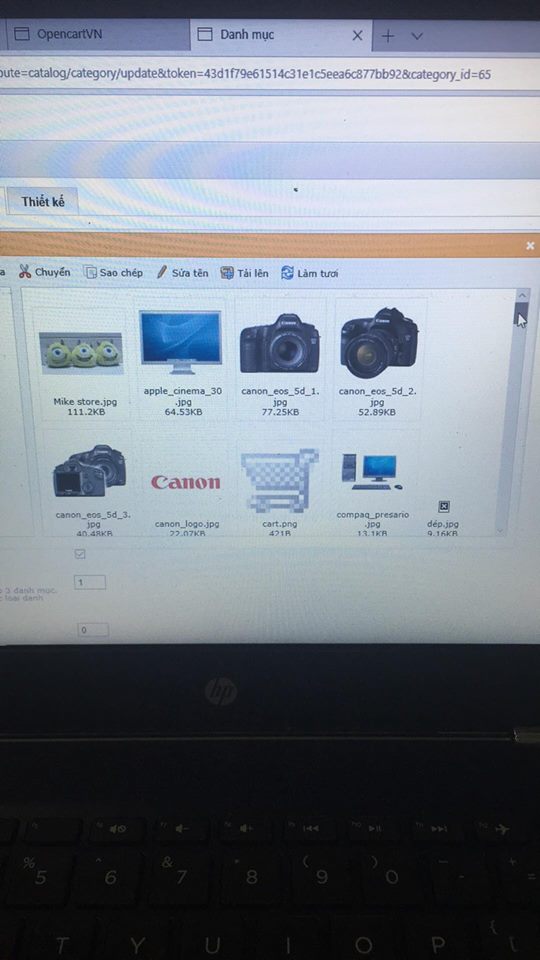 OpencartVN
Danh mục
oute=catalog/category/update&token=43d1f79e61514c31e1c5eea6c877bb92&category_id=65
Thiết kế
a Chuyển Sao chép Sửa tên Tải lên Làm tươi
Mike store.jpg
111.2KB
apple_cinema_30
.jpg
64.53KB
canon_eos_5d_1.
jpg
77.25KB
canon_eos_5d_2.
jpg
52.89KB
Canon
canon_eos_5d_3.
jpg
40.48KB
canon_logo.jpg
22.07KB
cart.png
421B
compaq_presario
.jpg
13.1KB
dép.jpg
9.16KB
1
3 danh mục.
loại danh
0
hp
% 5
^ 6
& 7
* 8
( 9
) 0
- 
+ =
T Y U I O P { [